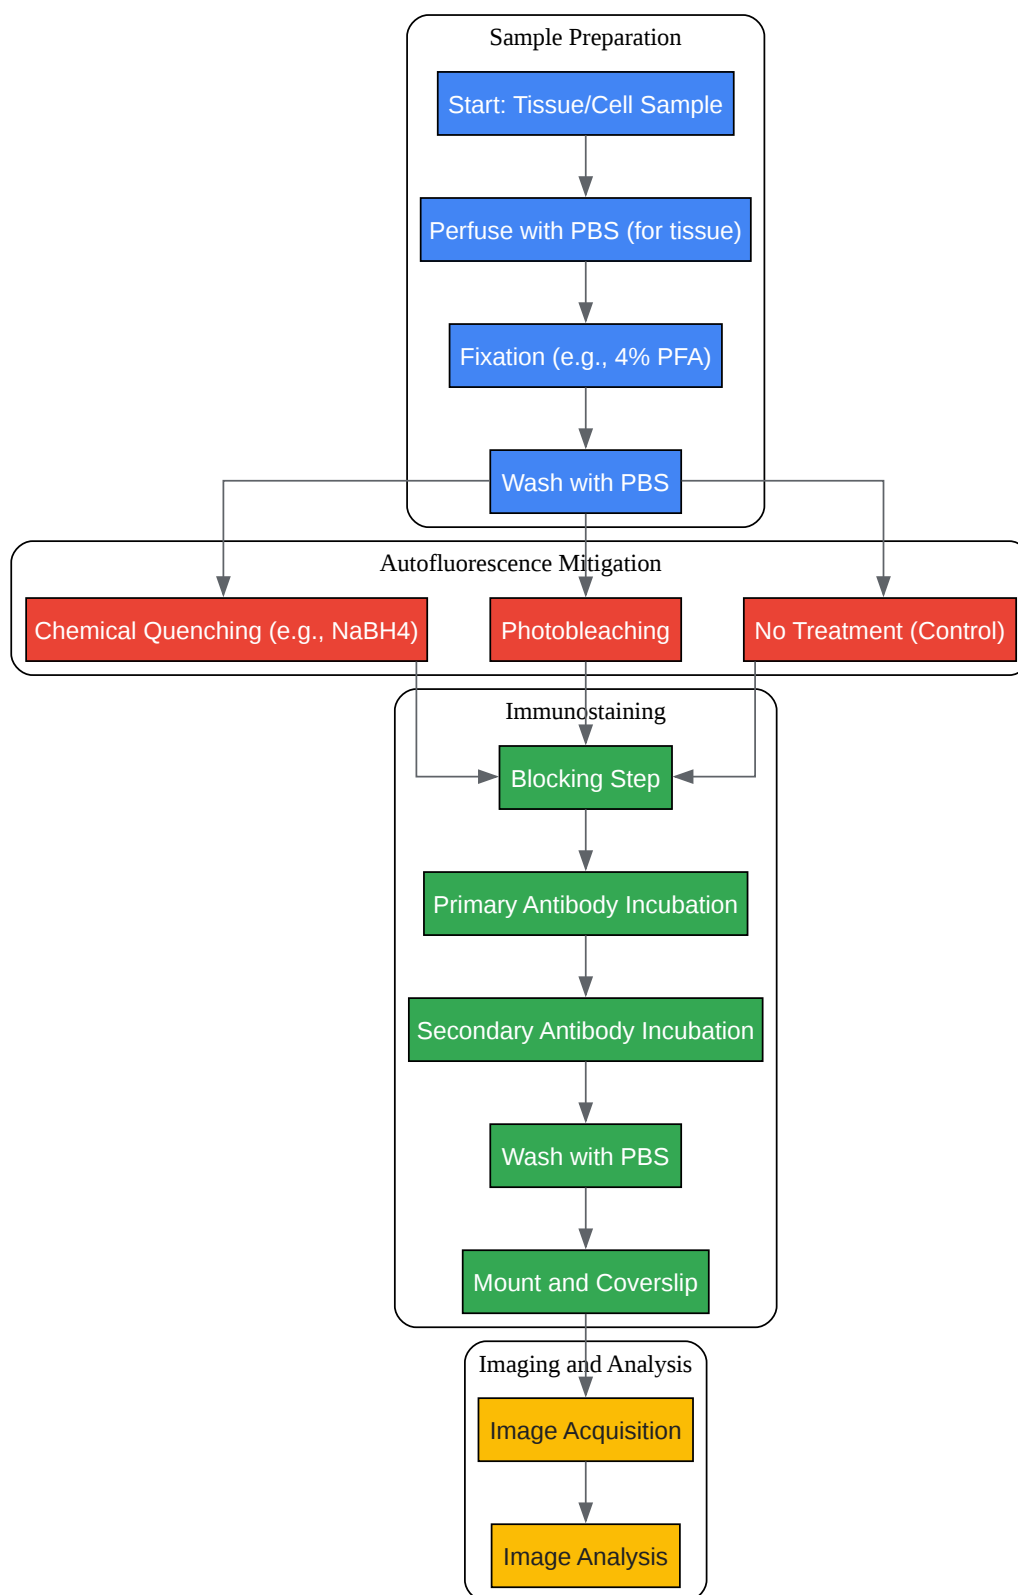 Sample Preparation
Start: Tissue/Cell Sample
Perfuse with PBS (for tissue)
Fixation (e.g., 4% PFA)
Wash with PBS
Autofluorescence Mitigation
Chemical Quenching (e.g., NaBH4)
Photobleaching
No Treatment (Control)
Immunostaining
Blocking Step
Primary Antibody Incubation
Secondary Antibody Incubation
Wash with PBS
Mount and Coverslip
Imaging and Analysis
Image Acquisition
Image Analysis